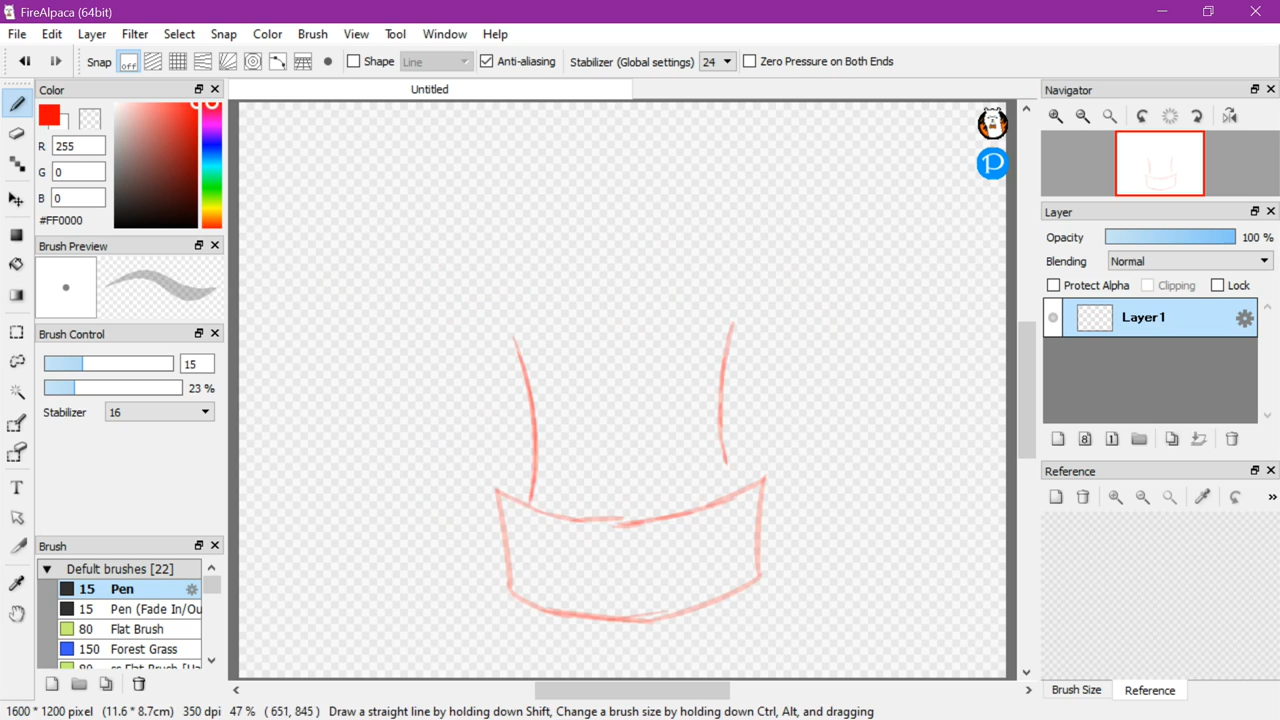 FireAlpaca (64bit)
File Edit Layer Filter Select Snap Color Brush View Tool Window Help
Snap off Shape Line Anti-aliasing Stabilizer (Global settings) 24 Zero Pressure on Both Ends
Color
Untitled
Navigator
R 255
G 0
B 0
#FF0000
Layer
Opacity 100 %
Brush Preview
Blending Normal
Protect Alpha Clipping Lock
Layer1
Brush Control
15
23 %
Stabilizer 16
8 1
Reference
Brush
Defult brushes [22]
15 Pen
15 Pen (Fade In/Ou
80 Flat Brush
150 Forest Grass
Brush Size Reference
1600 * 1200 pixel (11.6 * 8.7cm) 350 dpi 47 % ( 651, 845 ) Draw a straight line by holding down Shift, Change a brush size by holding down Ctrl, Alt, and dragging